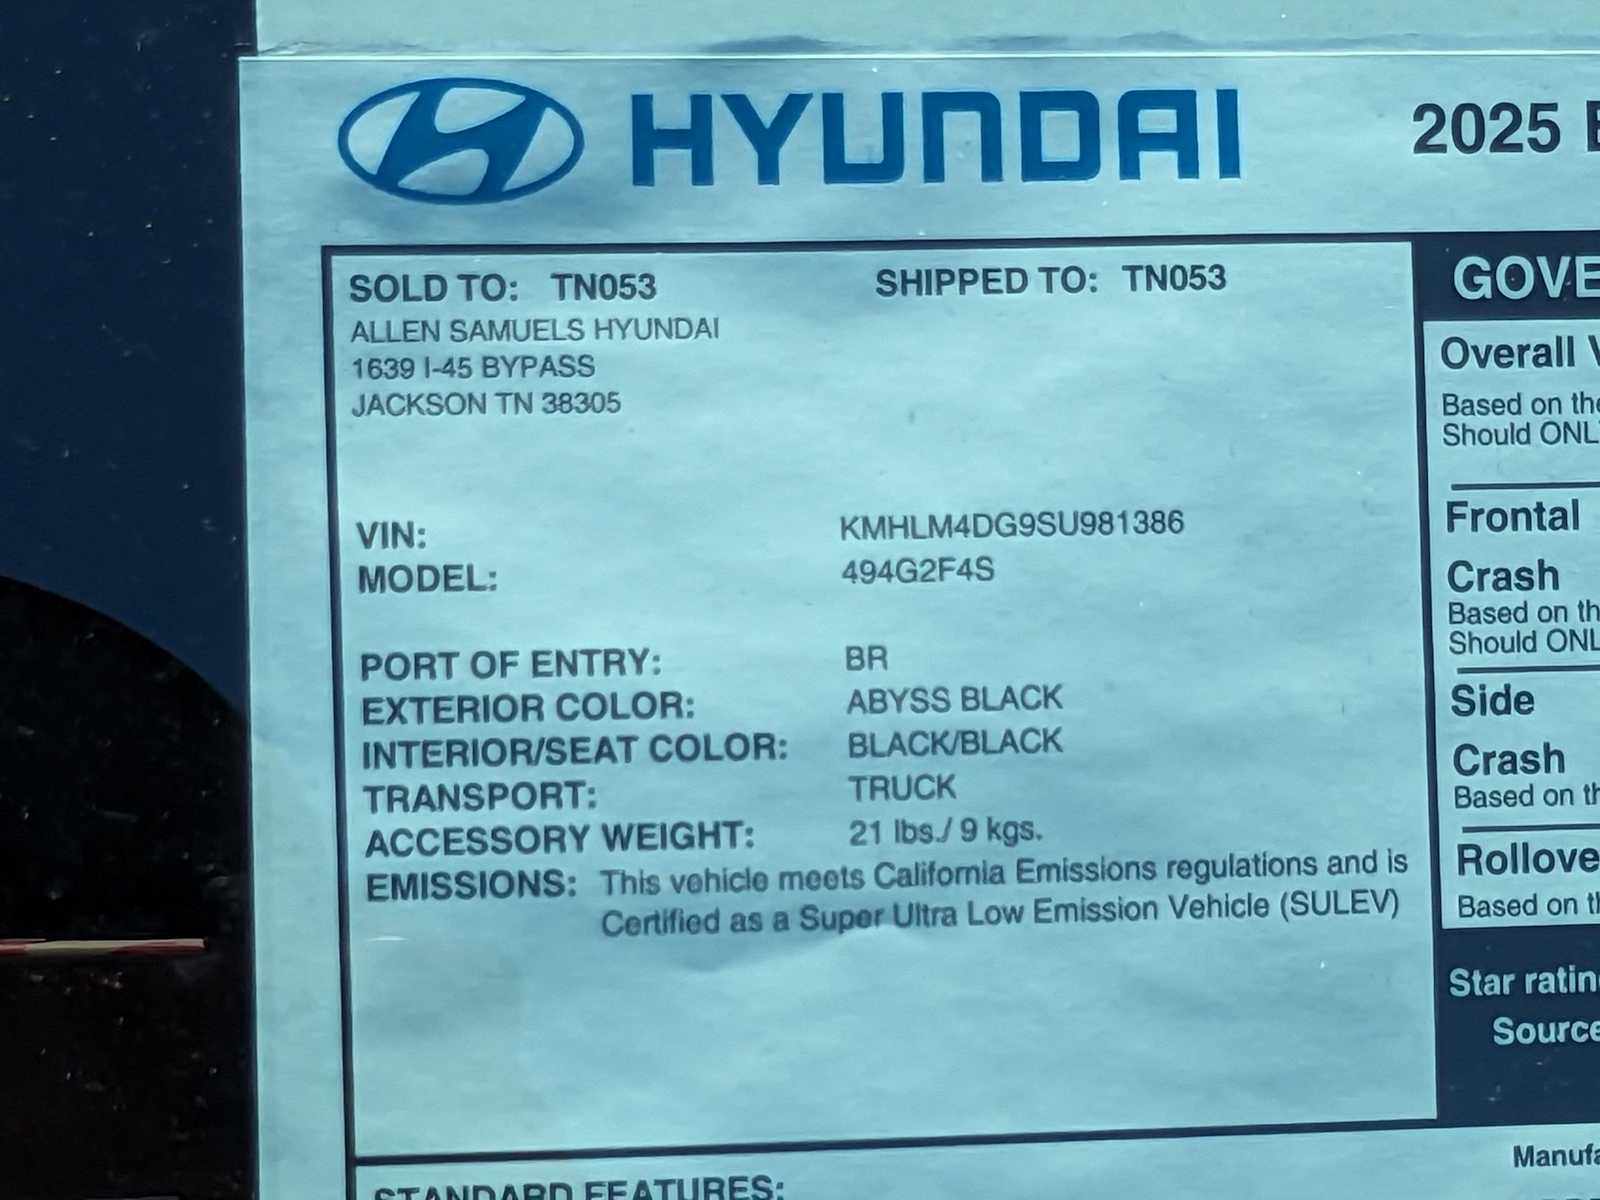 HYUNDAI
2025 E
SOLD TO: TN053
SHIPPED TO: TN053
ALLEN SAMUELS HYUNDAI
1639 I-45 BYPASS
JACKSON TN 38305
VIN: KMHLM4DG9SU981386
MODEL: 494G2F4S
PORT OF ENTRY: BR
EXTERIOR COLOR: ABYSS BLACK
INTERIOR/SEAT COLOR: BLACK/BLACK
TRANSPORT: TRUCK
ACCESSORY WEIGHT: 21 lbs./ 9 kgs.
EMISSIONS: This vehicle meets California Emissions regulations and is
Certified as a Super Ultra Low Emission Vehicle (SULEV)
STANDARD FEATURES:
GOVE
Overall V
Based on the
Should ONL
Frontal
Crash
Based on th
Should ONL
Side
Crash
Based on th
Rollove
Based on th
Star rating
Source
Manufa